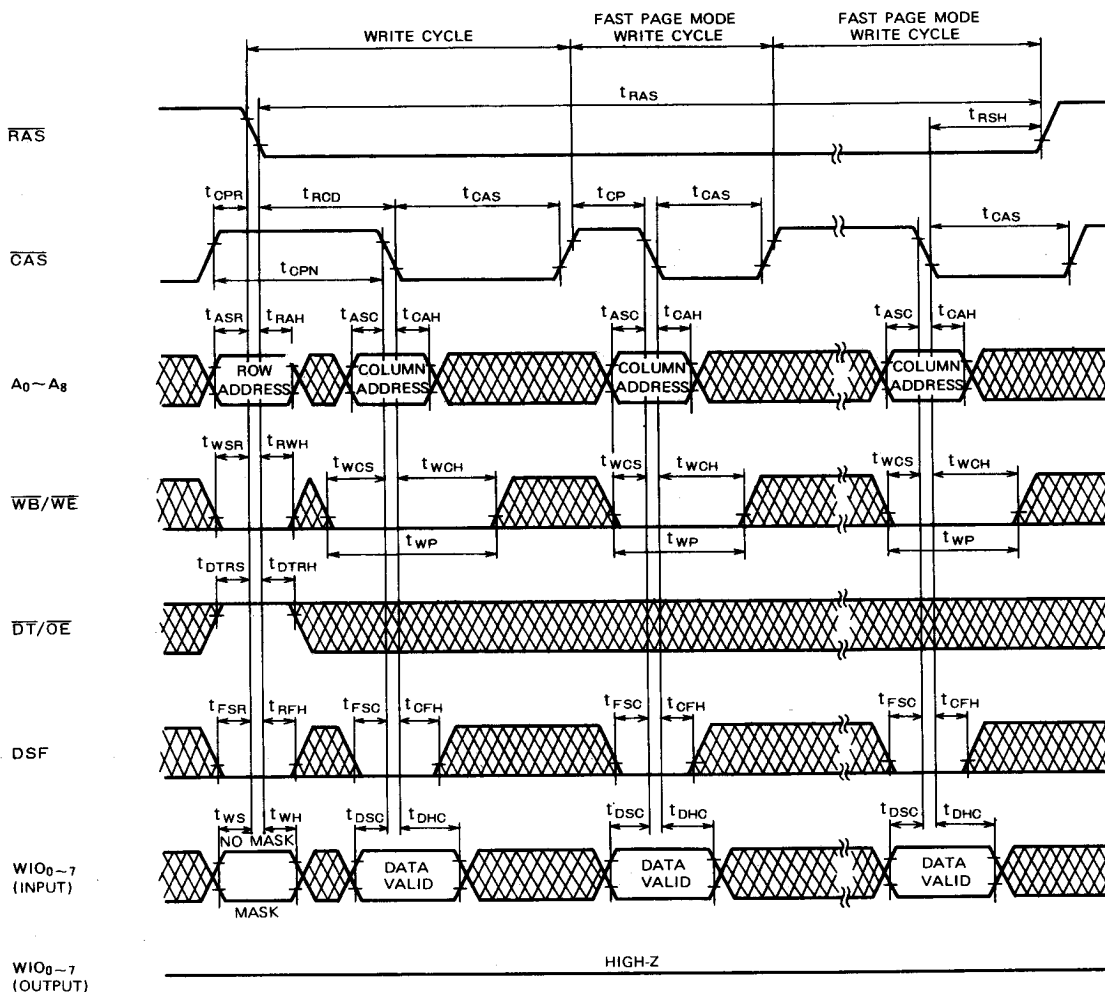 WRITE CYCLE
FAST PAGE MODE
WRITE CYCLE
FAST PAGE MODE
WRITE CYCLE
tRAS
tRSH
RAS
tCPR
tRCD
tCAS
tCP
tCAS
tCAS
CAS
tCPN
tASR
tRAH
tASC
tCAH
tASC
tCAH
tASC
tCAH
A0~A8
ROW
ADDRESS
COLUMN
ADDRESS
COLUMN
ADDRESS
COLUMN
ADDRESS
tWSR
tRWH
tWCS
tWCH
tWCS
tWCH
tWCS
tWCH
WB/WE
tWP
tWP
tWP
tDTRS
tDTRH
DT/OE
tFSR
tRFH
tFSC
tCFH
tFSC
tCFH
tFSC
tCFH
DSF
tWS
tWH
tDSC
tDHC
tDSC
tDHC
tDSC
tDHC
NO MASK
WIO0~7
(INPUT)
DATA
VALID
DATA
VALID
DATA
VALID
MASK
WIO0~7
(OUTPUT)
HIGH-Z